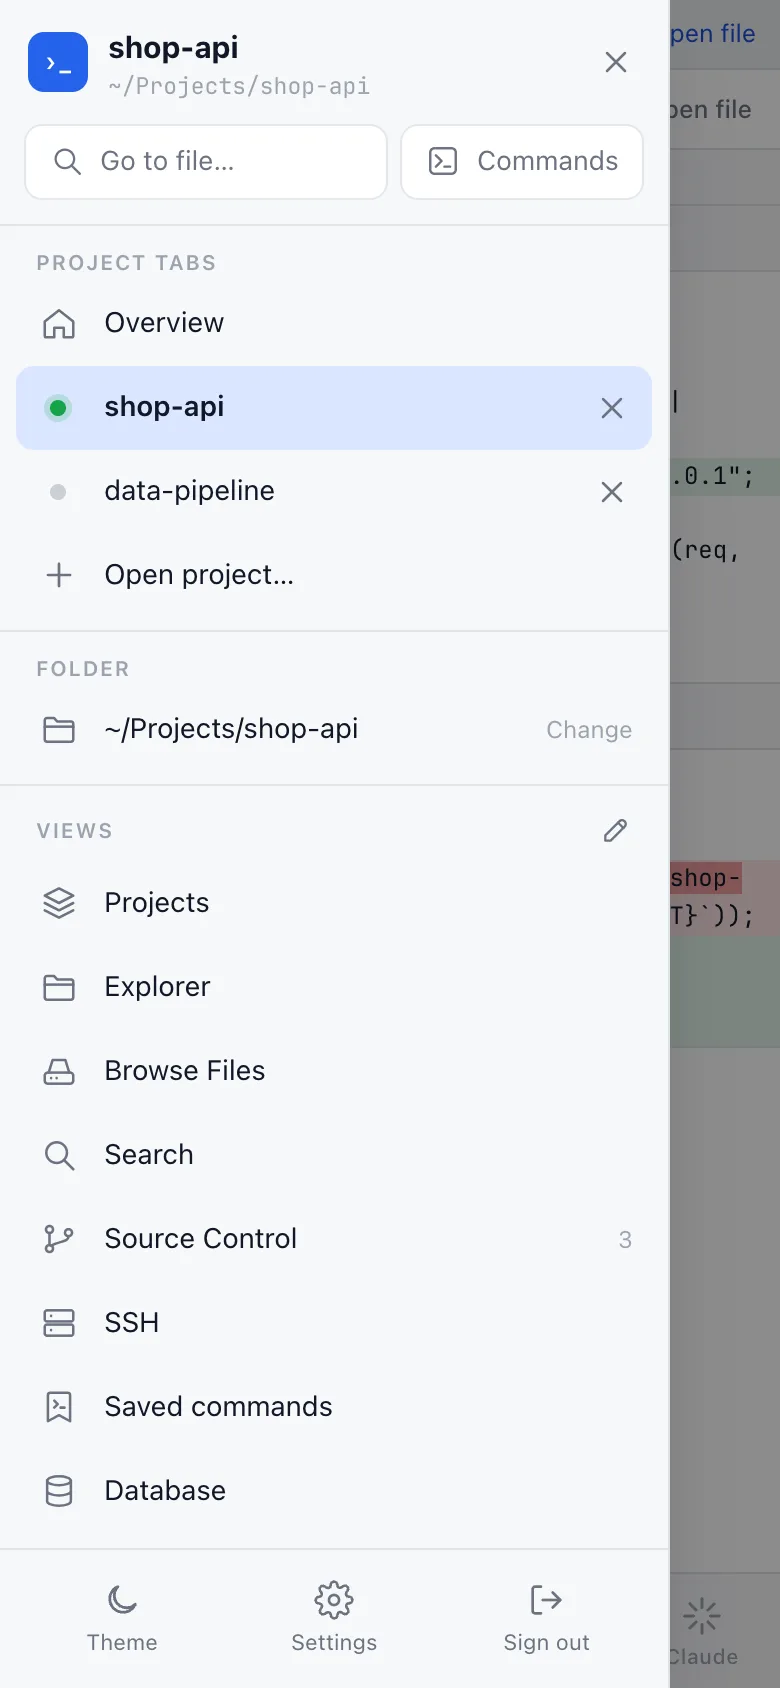 shop-api
~/Projects/shop-api
Go to file...
Commands
PROJECT TABS
Overview
shop-api
data-pipeline
Open project...
FOLDER
~/Projects/shop-api
Change
VIEWS
Projects
Explorer
Browse Files
Search
Source Control
3
SSH
Saved commands
Database
Theme
Settings
Sign out
pen file
pen file
.0.1";
(req,
shop-
T}`));
Claude